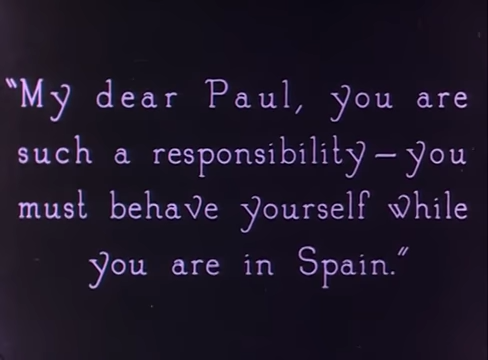 "My dear Paul, you are
such a responsibility – you
must behave yourself while
you are in Spain."